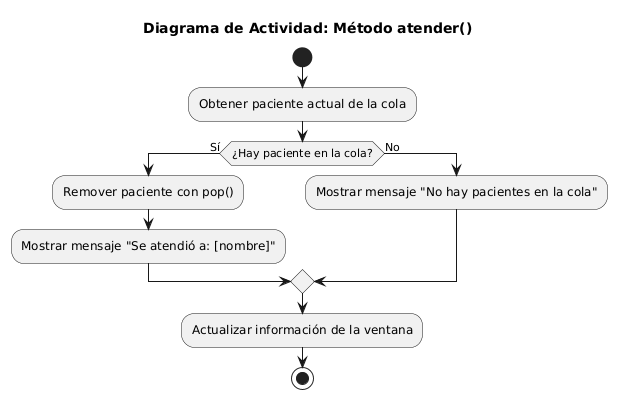 Diagrama de Actividad: Método atender()
Obtener paciente actual de la cola
¿Hay paciente en la cola?
Sí
No
Remover paciente con pop()
Mostrar mensaje "No hay pacientes en la cola"
Mostrar mensaje "Se atendió a: [nombre]"
Actualizar información de la ventana